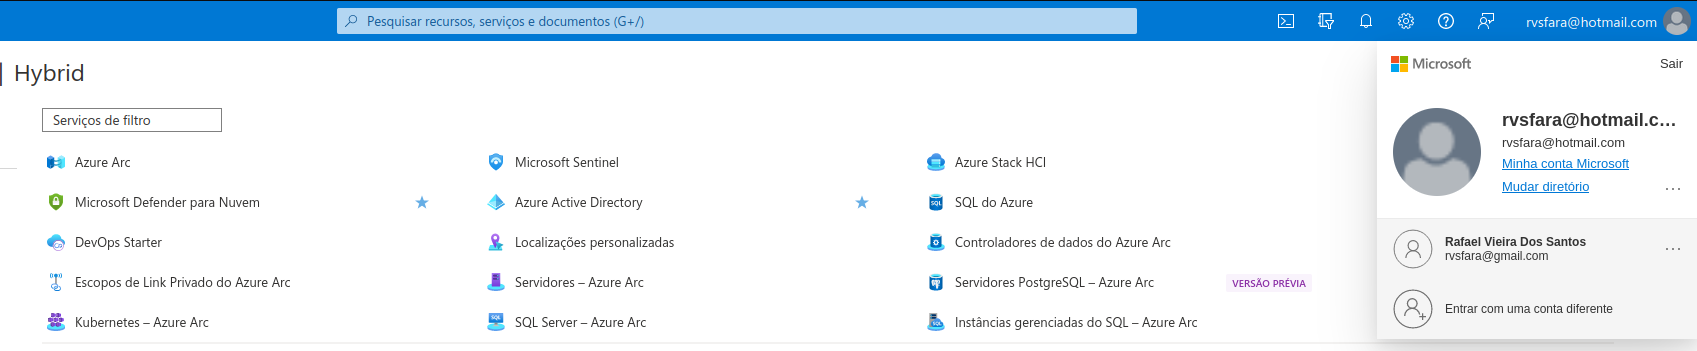 Pesquisar recursos, serviços e documentos (G+/)
rvsfara@hotmail.com
Hybrid
Serviços de filtro
Azure Arc
Microsoft Sentinel
Azure Stack HCI
Microsoft Defender para Nuvem
Azure Active Directory
SQL do Azure
DevOps Starter
Localizações personalizadas
Controladores de dados do Azure Arc
Escopos de Link Privado do Azure Arc
Servidores – Azure Arc
Servidores PostgreSQL – Azure Arc
VERSÃO PRÉVIA
Kubernetes – Azure Arc
SQL Server – Azure Arc
Instâncias gerenciadas do SQL – Azure Arc
Microsoft
Sair
rvsfara@hotmail.c...
rvsfara@hotmail.com
Minha conta Microsoft
Mudar diretório
Rafael Vieira Dos Santos
rvsfara@gmail.com
Entrar com uma conta diferente